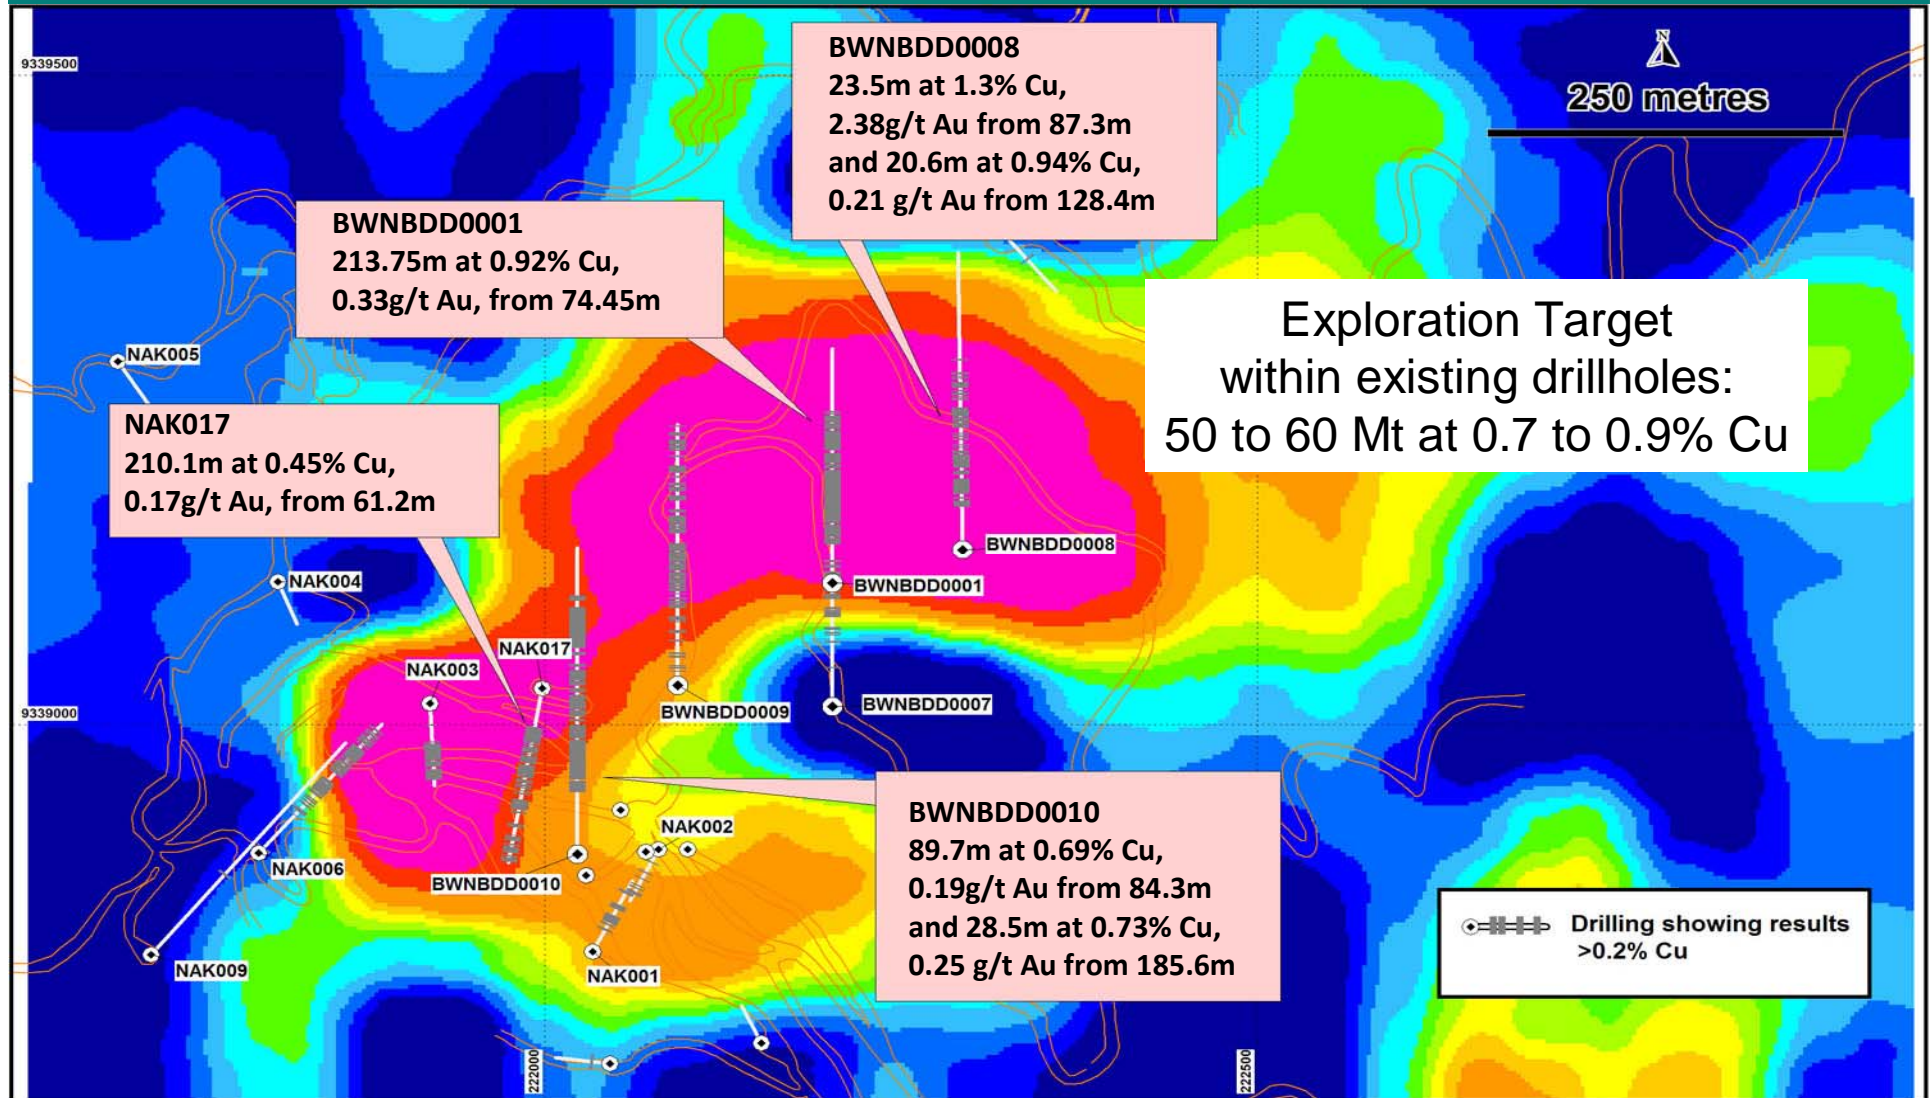 9339500
BWNBDD0008
23.5m at 1.3% Cu,
2.38g/t Au from 87.3m
and 20.6m at 0.94% Cu,
0.21 g/t Au from 128.4m
N
250 metres
BWNBDD0001
213.75m at 0.92% Cu,
0.33g/t Au, from 74.45m
Exploration Target
within existing drillholes:
50 to 60 Mt at 0.7 to 0.9% Cu
NAK005
NAK017
210.1m at 0.45% Cu,
0.17g/t Au, from 61.2m
BWNBDD0008
NAK004
BWNBDD0001
NAK017
NAK003
9339000
BWNBDD0009
BWNBDD0007
BWNBDD0010
89.7m at 0.69% Cu,
0.19g/t Au from 84.3m
and 28.5m at 0.73% Cu,
0.25 g/t Au from 185.6m
NAK002
NAK006
BWNBDD0010
NAK009
NAK001
Drilling showing results
>0.2% Cu
222000
222500